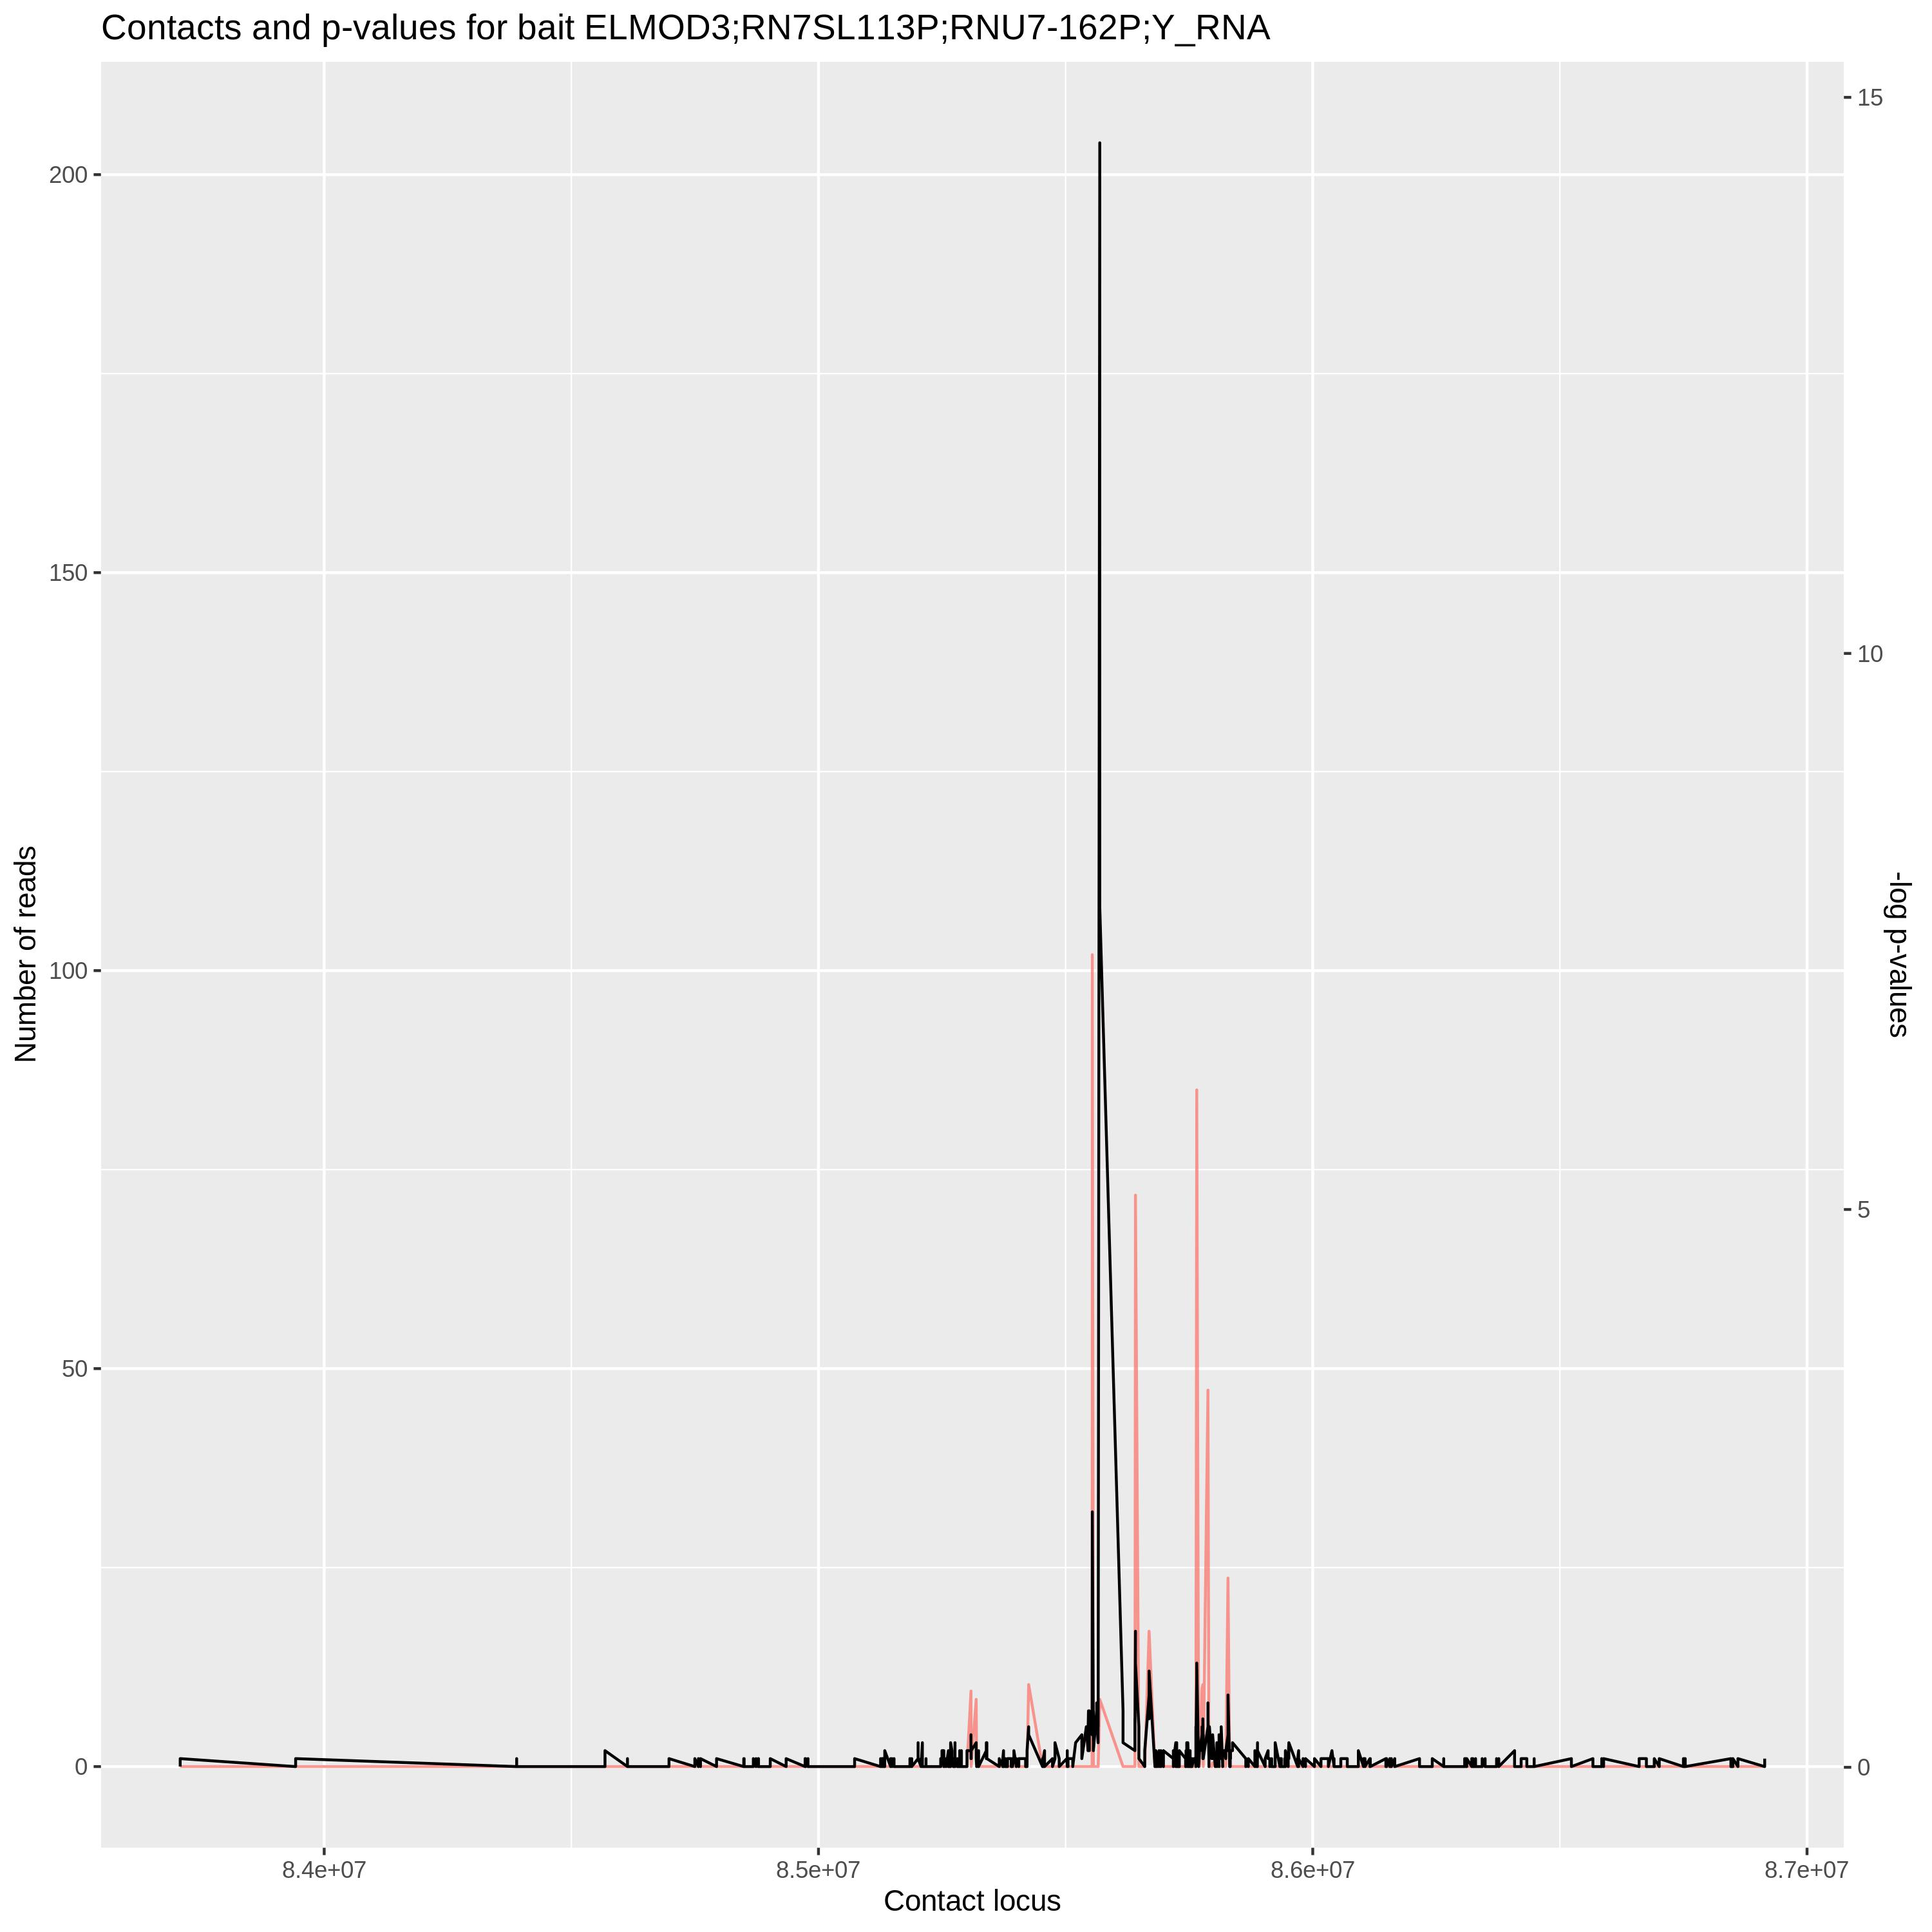 Contacts and p-values for bait ELMOD3;RN7SL113P;RNU7-162P;Y_RNA
200
150
100
50
0
Number of reads
15
10
5
0
-log p-values
8.4e+07 8.5e+07 8.6e+07 8.7e+07
Contact locus